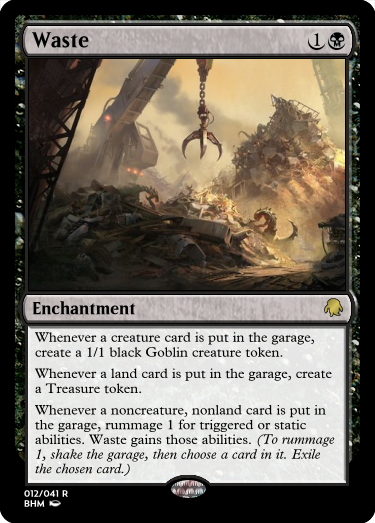 Waste 1
Enchantment
Whenever a creature card is put in the garage,
create a 1/1 black Goblin creature token.
Whenever a land card is put in the garage, create
a Treasure token.
Whenever a noncreature, nonland card is put in
the garage, rummage 1 for triggered or static
abilities. Waste gains those abilities. (To rummage
1, shake the garage, then choose a card in it. Exile
the chosen card.)
012/041 R
BHM